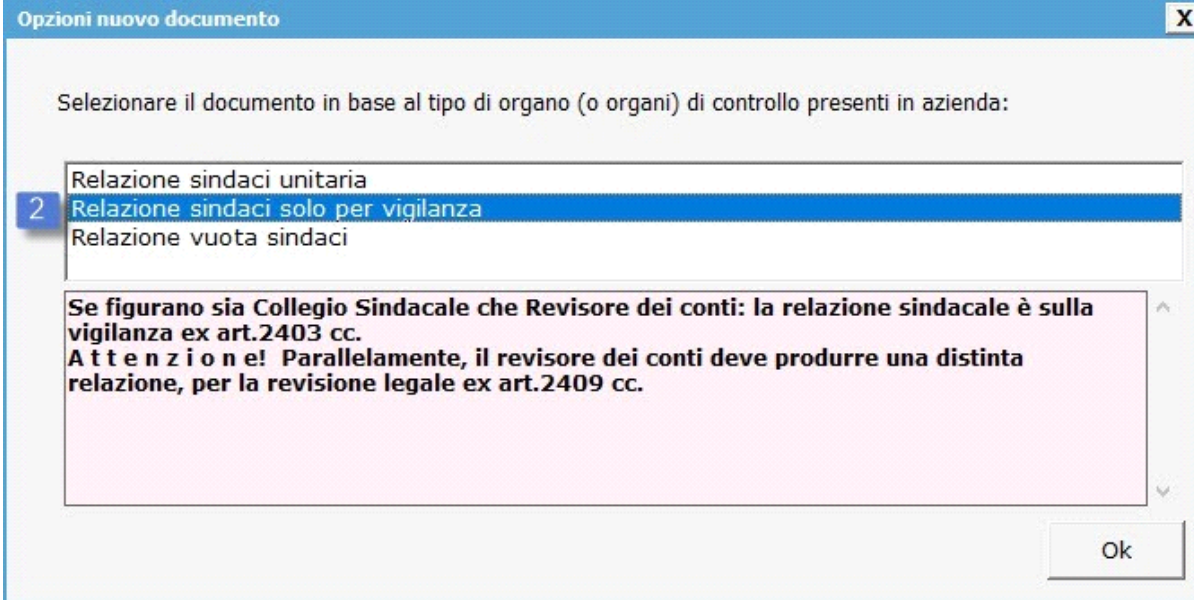 Opzioni nuovo documento
X
Selezionare il documento in base al tipo di organo (o organi) di controllo presenti in azienda:
Relazione sindaci unitaria
2
Relazione sindaci solo per vigilanza
Relazione vuota sindaci
Se figurano sia Collegio Sindacale che Revisore dei conti: la relazione sindacale è sulla
vigilanza ex art.2403 cc.
A t t e n z i o n e! Parallelamente, il revisore dei conti deve produrre una distinta
relazione, per la revisione legale ex art.2409 cc.
Ok